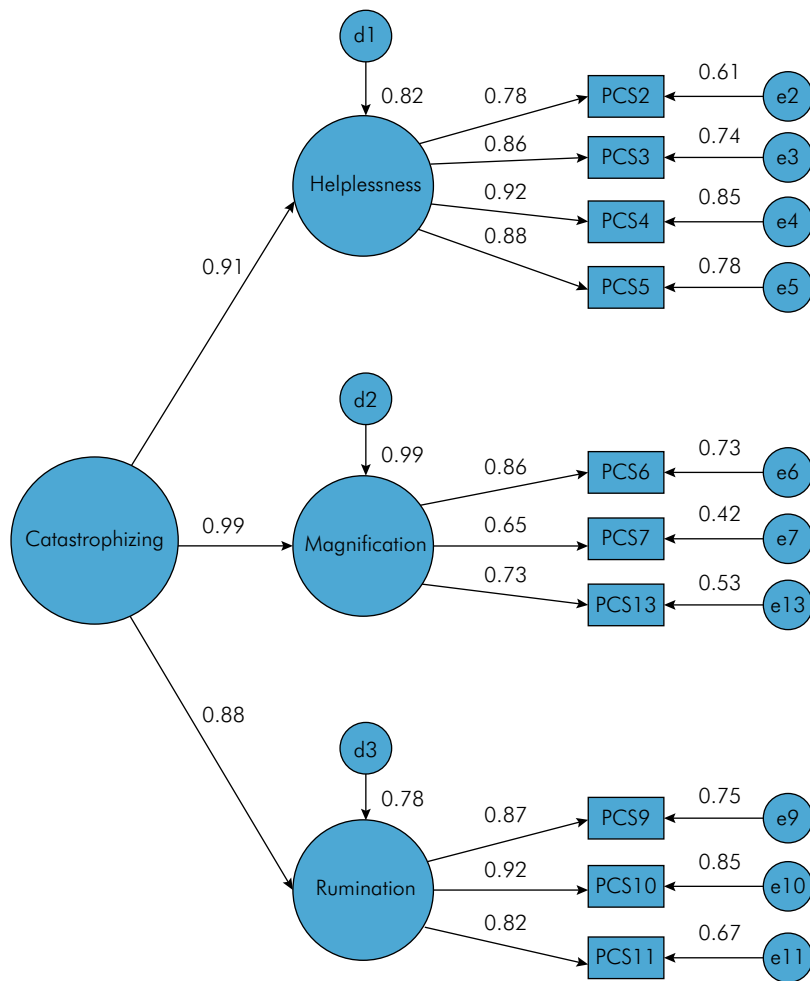 d1
0.82
0.78
PCS2
0.61
e2
Helplessness
0.86
PCS3
0.74
e3
0.92
PCS4
0.85
e4
0.88
PCS5
0.78
e5
0.91
d2
0.99
0.86
PCS6
0.73
e6
Catastrophizing
0.99
Magnification
0.65
PCS7
0.42
e7
0.73
PCS13
0.53
e13
0.88
d3
0.78
0.87
PCS9
0.75
e9
Rumination
0.92
PCS10
0.85
e10
0.82
PCS11
0.67
e11